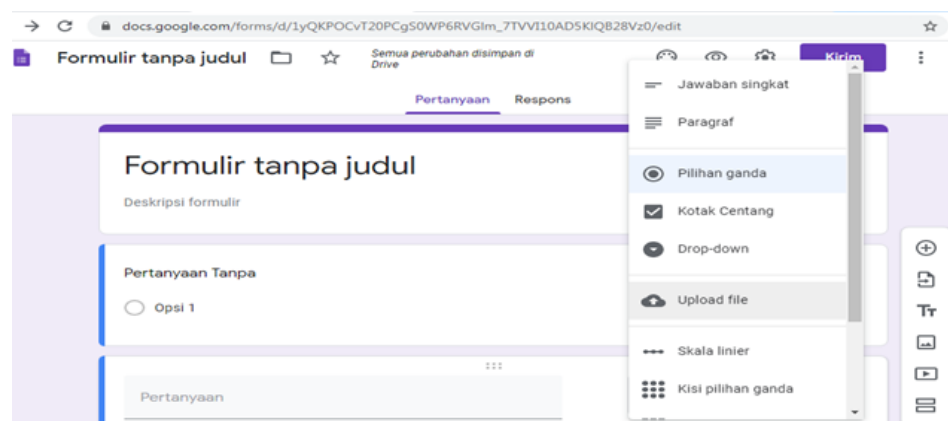 docs.google.com/forms/d/1yQKPOCvT20PCgS0WP6RVGlm_7TVVI10AD5KIQB28Vz0/edit
Formulir tanpa judul
Semua perubahan disimpan di
Drive
Kirim
Pertanyaan Respons
Formulir tanpa judul
Deskripsi formulir
Pertanyaan Tanpa
Opsi 1
Pertanyaan
Jawaban singkat
Paragraf
Pilihan ganda
Kotak Centang
Drop-down
Upload file
Skala linier
Kisi pilihan ganda
Tт